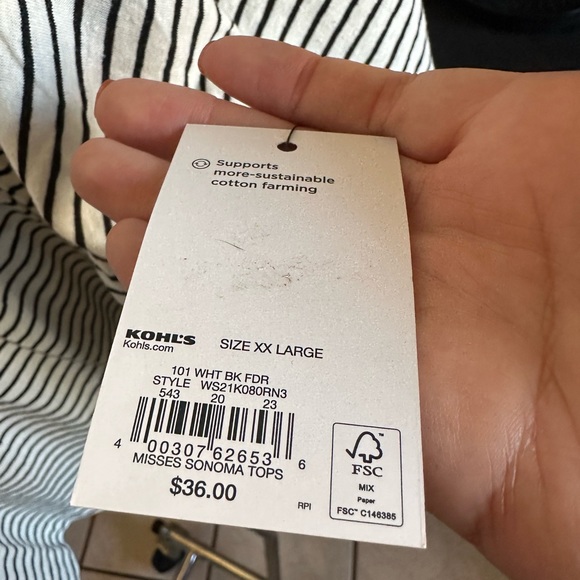 Supports
more-sustainable
cotton farming
KOHL'S
Kohls.com
SIZE XX LARGE
101 WHT BK FDR
STYLE WS21K080RN3
543 20 23
4 00307 62653 6
MISSES SONOMA TOPS
$36.00
RPI
FSC
MIX
Paper
FSC™ C146385